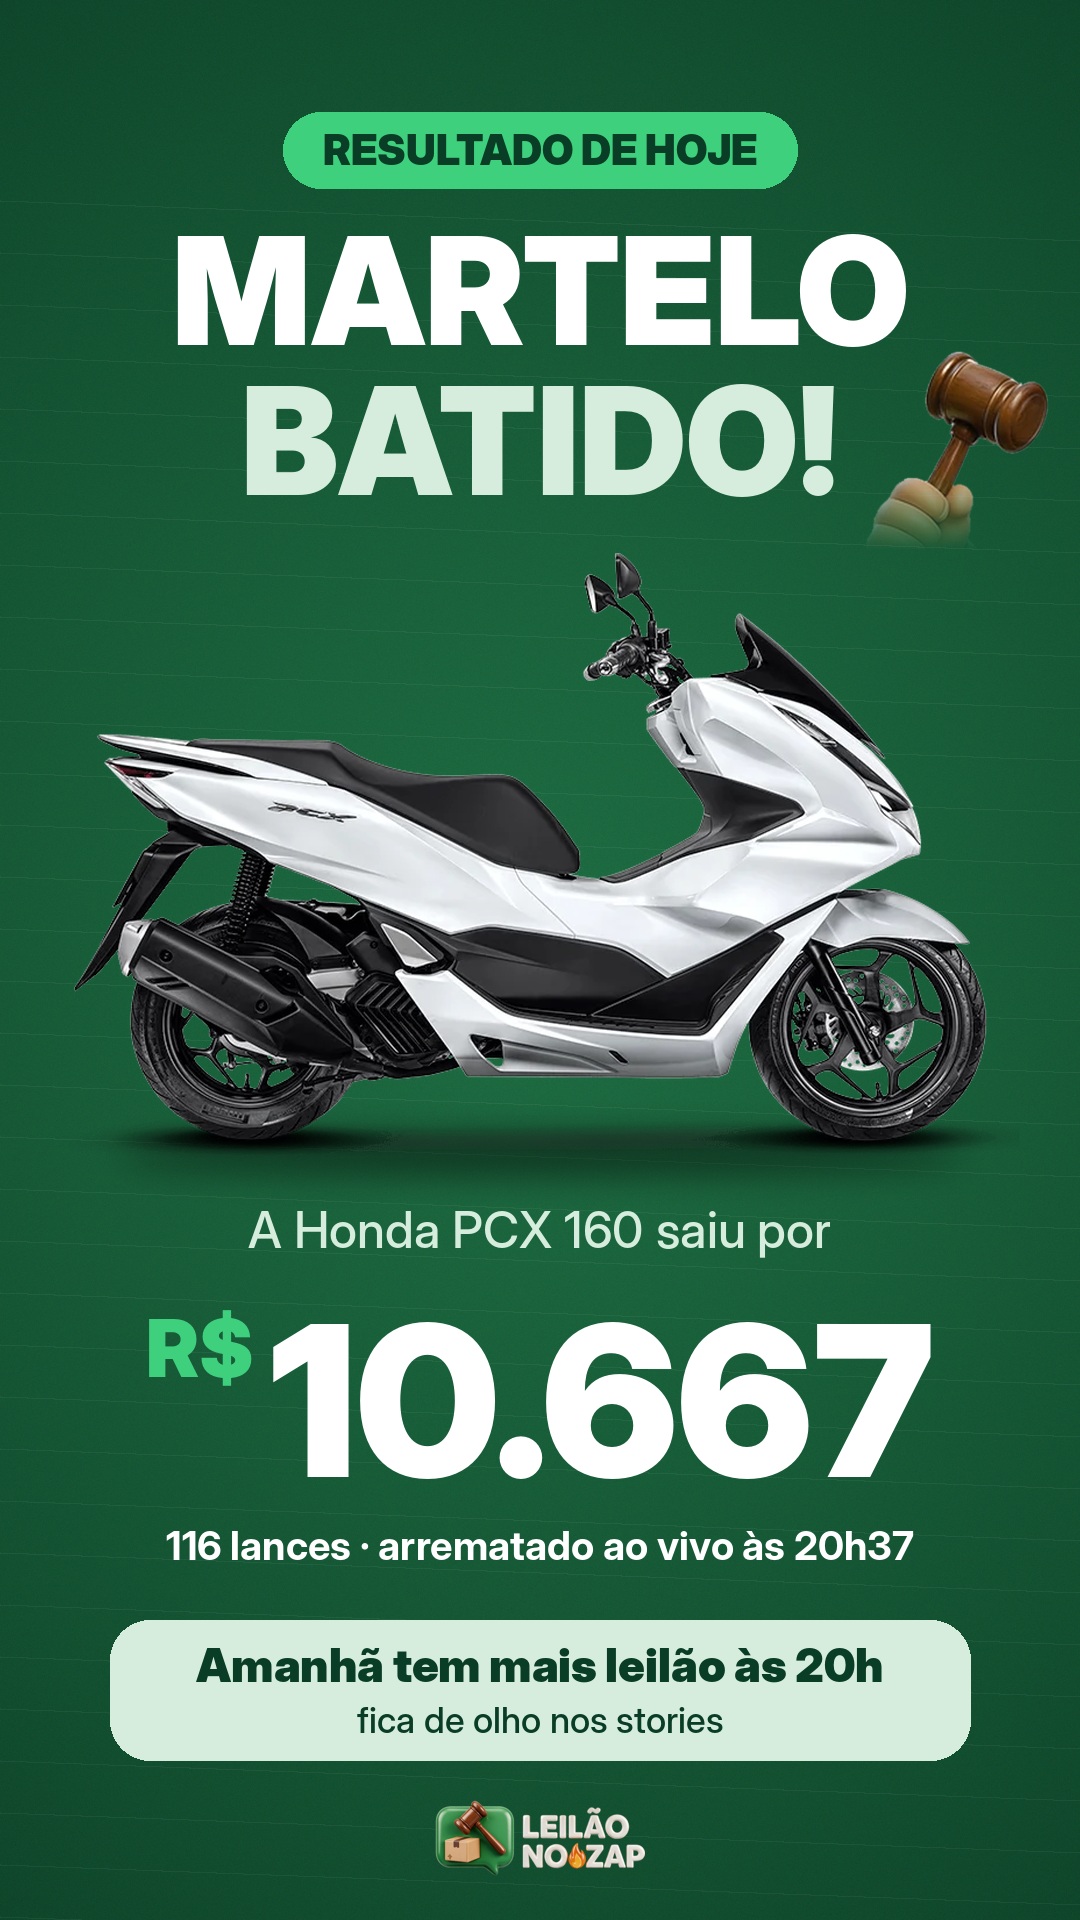 RESULTADO DE HOJE
MARTELO
BATIDO!
PCX
A Honda PCX 160 saiu por
R$ 10.667
116 lances · arrematado ao vivo às 20h37
Amanhã tem mais leilão às 20h
fica de olho nos stories
LEILÃO
NO ZAP